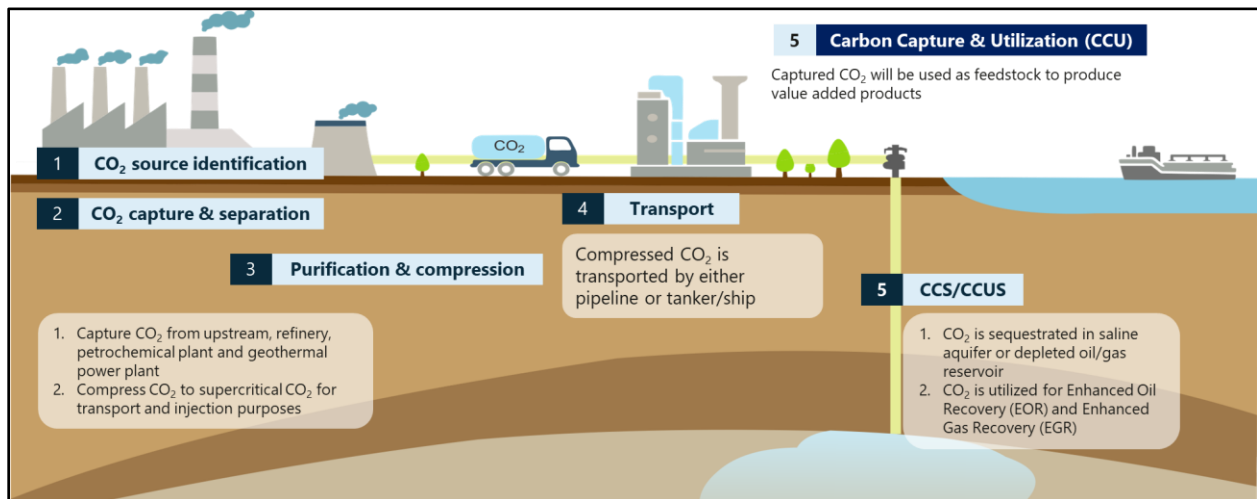 5 Carbon Capture & Utilization (CCU)
Captured CO₂ will be used as feedstock to produce
value added products
CO₂
1 CO₂ source identification
2 CO₂ capture & separation
3 Purification & compression
4 Transport
Compressed CO₂ is
transported by either
pipeline or tanker/ship
5 CCS/CCUS
1. Capture CO₂ from upstream, refinery,
petrochemical plant and geothermal
power plant
2. Compress CO₂ to supercritical CO₂ for
transport and injection purposes
1. CO₂ is sequestrated in saline
aquifer or depleted oil/gas
reservoir
2. CO₂ is utilized for Enhanced Oil
Recovery (EOR) and Enhanced
Gas Recovery (EGR)